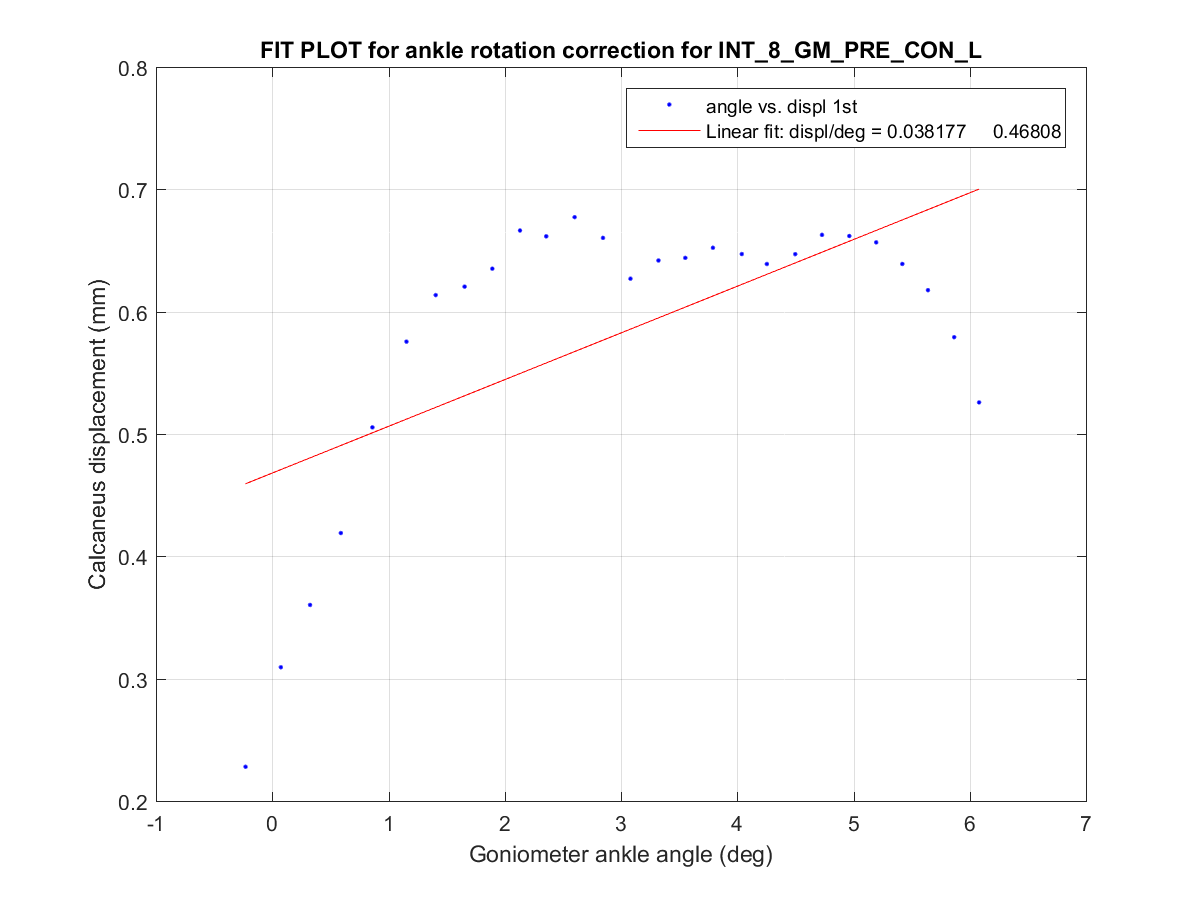 FIT PLOT for ankle rotation correction for INT_8_GM_PRE_CON_L
0.8
angle vs. displ 1st
Linear fit: displ/deg = 0.038177 0.46808
0.7
0.6
0.5
0.4
0.3
0.2
Calcaneus displacement (mm)
-1 0 1 2 3 4 5 6 7
Goniometer ankle angle (deg)